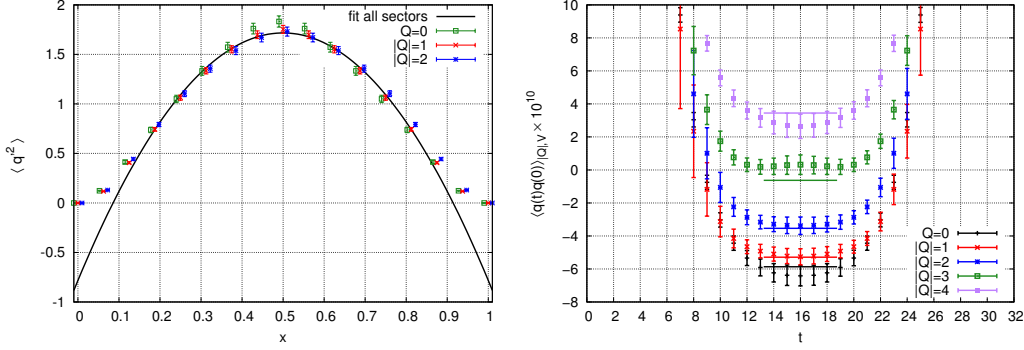 2
1.5
1
0.5
0
-0.5
-1
⟨ q'² ⟩
0 0.1 0.2 0.3 0.4 0.5 0.6 0.7 0.8 0.9 1
x
fit all sectors
Q=0
|Q|=1
|Q|=2
10
8
6
4
2
0
−2
−4
−6
−8
⟨q(t)q(0)⟩|Q|,V × 10¹⁰
0 2 4 6 8 10 12 14 16 18 20 22 24 26 28 30 32
t
Q=0
|Q|=1
|Q|=2
|Q|=3
|Q|=4